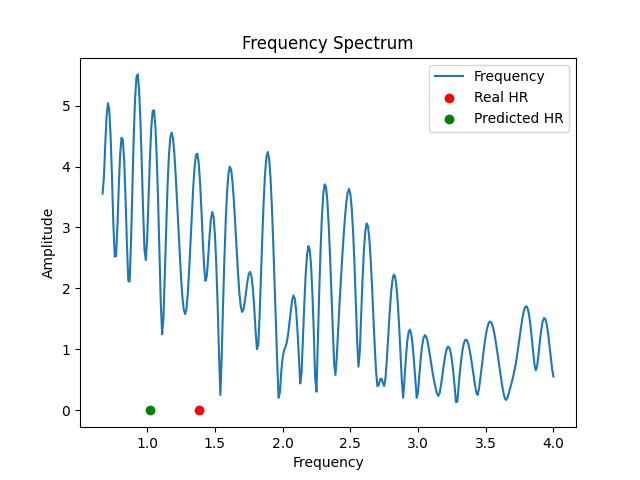 Frequency Spectrum
Frequency
Real HR
Predicted HR
5
4
3
2
1
0
Amplitude
1.0 1.5 2.0 2.5 3.0 3.5 4.0
Frequency